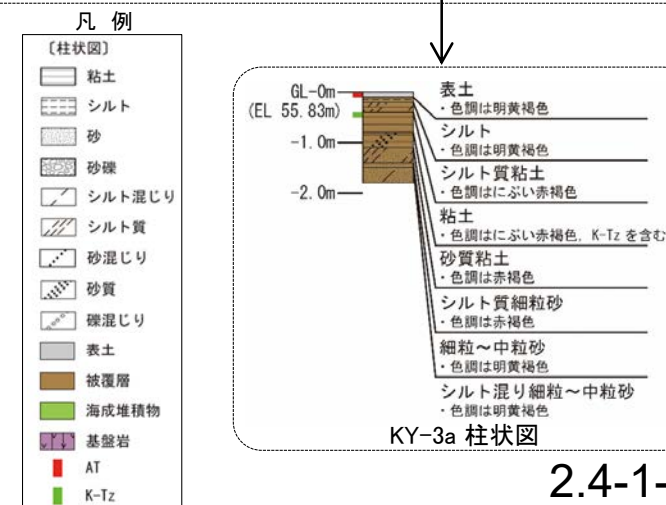 凡 例
〔柱状図〕
粘土
シルト
砂
砂礫
シルト混じり
シルト質
砂混じり
砂質
礫混じり
表土
被覆層
海成堆積物
基盤岩
AT
K-Tz
GL-0m
(EL 55.83m)
-1.0m
-2.0m
表土
・色調は明黄褐色
シルト
・色調は明黄褐色
シルト質粘土
・色調はにぶい赤褐色
粘土
・色調はにぶい赤褐色，K-Tz を含む
砂質粘土
・色調は赤褐色
シルト質細粒砂
・色調は赤褐色
細粒～中粒砂
・色調は明黄褐色
シルト混り細粒～中粒砂
・色調は明黄褐色
KY-3a 柱状図
2.4-1-